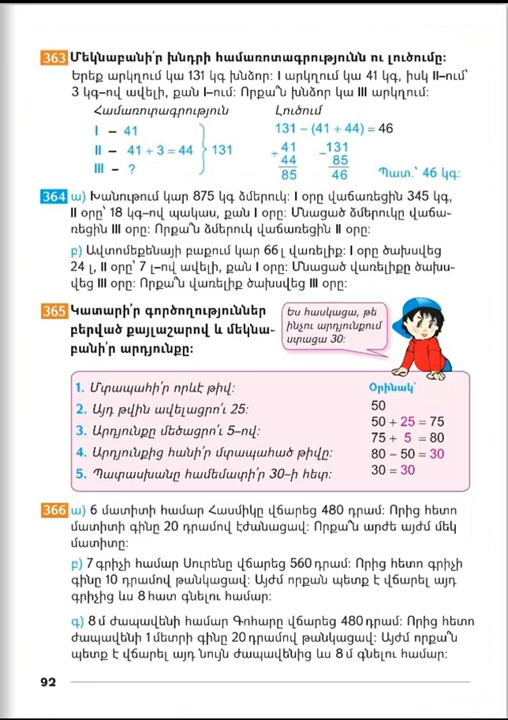 363 Մեկնաբանի՛ր խնդրի համառոտագրությունն ու լուծումը:
Երեք արկղում կա 131 կգ խնձոր: I արկղում կա 41 կգ, իսկ II–ում՝
3 կգ–ով ավելի, քան I–ում: Որքա՞ն խնձոր կա III արկղում:
Համառոտագրություն Լուծում
I – 41
II – 41 + 3 = 44
III – ?
131
131 – (41 + 44) = 46
+ 41
44
85
– 131
85
46
Պատ.՝ 46 կգ:
364 ա) Խանութում կար 875 կգ ձմերուկ: I օրը վաճառեցին 345 կգ,
II օրը՝ 18 կգ–ով պակաս, քան I օրը: Մնացած ձմերուկը վաճա-
ռեցին III օրը: Որքա՞ն ձմերուկ վաճառեցին II օրը:
բ) Ավտոմեքենայի բաքում կար 66 լ վառելիք: I օրը ծախսվեց
24 լ, II օրը՝ 7 լ–ով ավելի, քան I օրը: Մնացած վառելիքը ծախս-
վեց III օրը: Որքա՞ն վառելիք ծախսվեց III օրը:
365 Կատարի՛ր գործողություններ
բերված քայլաշարով և մեկնա-
բանի՛ր արդյունքը:
Ես հասկացա, թե
ինչու արդյունքում
ստացա 30:
1. Մտապահի՛ր որևէ թիվ:
2. Այդ թվին ավելացրո՛ւ 25:
3. Արդյունքը մեծացրո՛ւ 5–ով:
4. Արդյունքից հանի՛ր մտապահած թիվը:
5. Պատասխանը համեմատի՛ր 30–ի հետ:
Օրինակ՝
50
50 + 25 = 75
75 + 5 = 80
80 – 50 = 30
30 = 30
366 ա) 6 մատիտի համար Հասմիկը վճարեց 480 դրամ: Որից հետո
մատիտի գինը 20 դրամով էժանացավ: Որքա՞ն արժե այժմ մեկ
մատիտը:
բ) 7 գրիչի համար Սուրենը վճարեց 560 դրամ: Որից հետո գրիչի
գինը 10 դրամով թանկացավ: Այժմ որքան պետք է վճարել այդ
գրիչից ևս 8 հատ գնելու համար:
գ) 8 մ ժապավենի համար Գոհարը վճարեց 480 դրամ: Որից հետո
ժապավենի 1 մետրի գինը 20 դրամով թանկացավ: Այժմ որքա՞ն
պետք է վճարել այդ նույն ժապավենից ևս 8 մ գնելու համար:
92